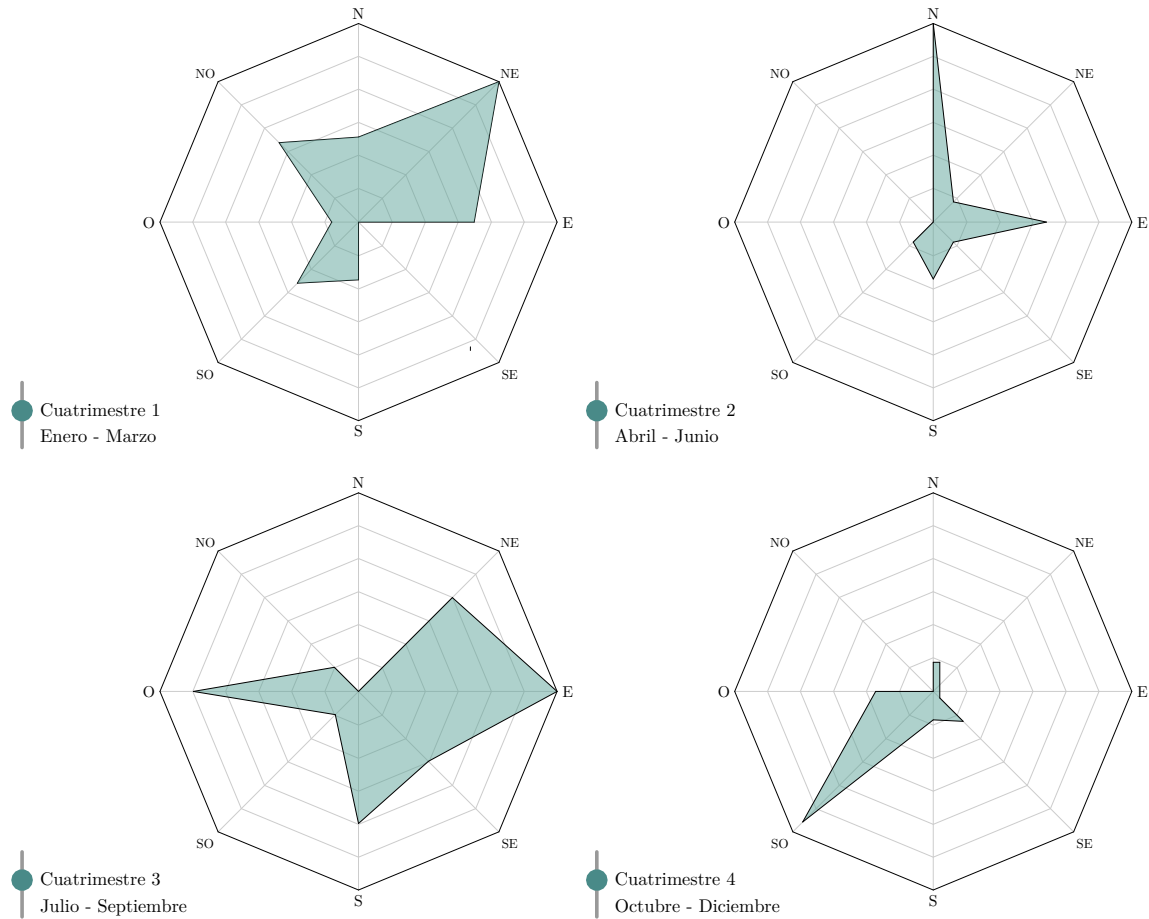 N
NO
NE
O
E
SO
SE
S
Cuatrimestre 1
Enero - Marzo
N
NO
NE
O
E
SO
SE
S
Cuatrimestre 2
Abril - Junio
N
NO
NE
O
E
SO
SE
S
Cuatrimestre 3
Julio - Septiembre
N
NO
NE
O
E
SO
SE
S
Cuatrimestre 4
Octubre - Diciembre